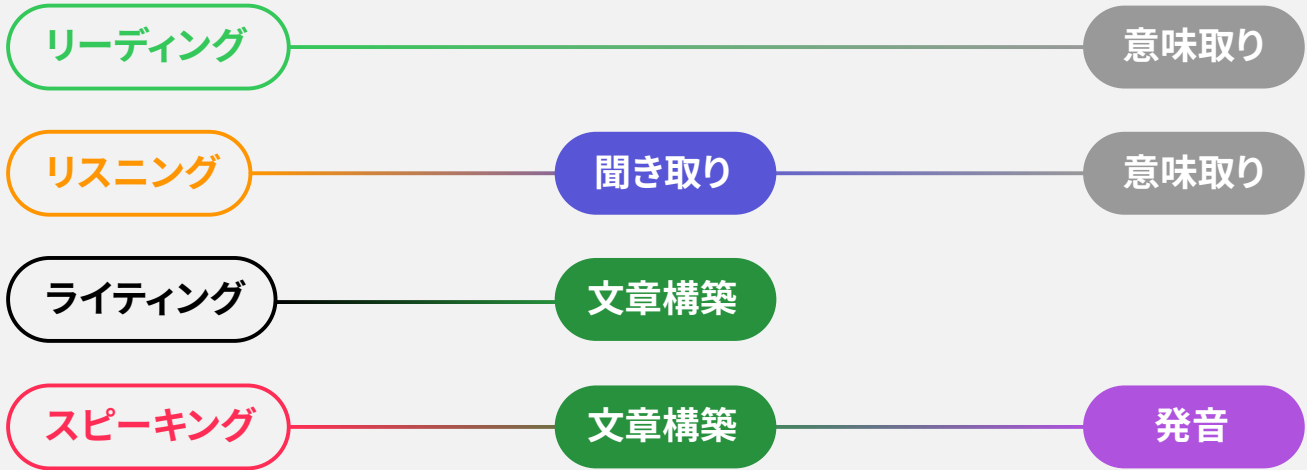 リーディング 意味取り
リスニング 聞き取り 意味取り
ライティング 文章構築
スピーキング 文章構築 発音